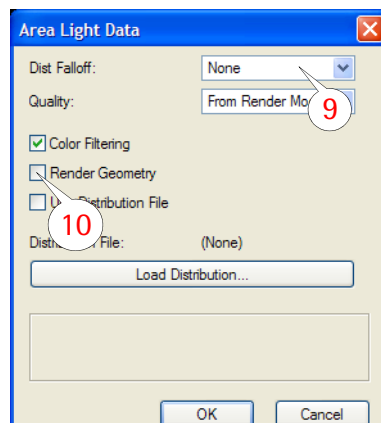 Area Light Data
Dist Falloff: None
9
Quality: From Render Mo
Color Filtering
Render Geometry
10
Distribution File
File: (None)
Load Distribution...
OK Cancel